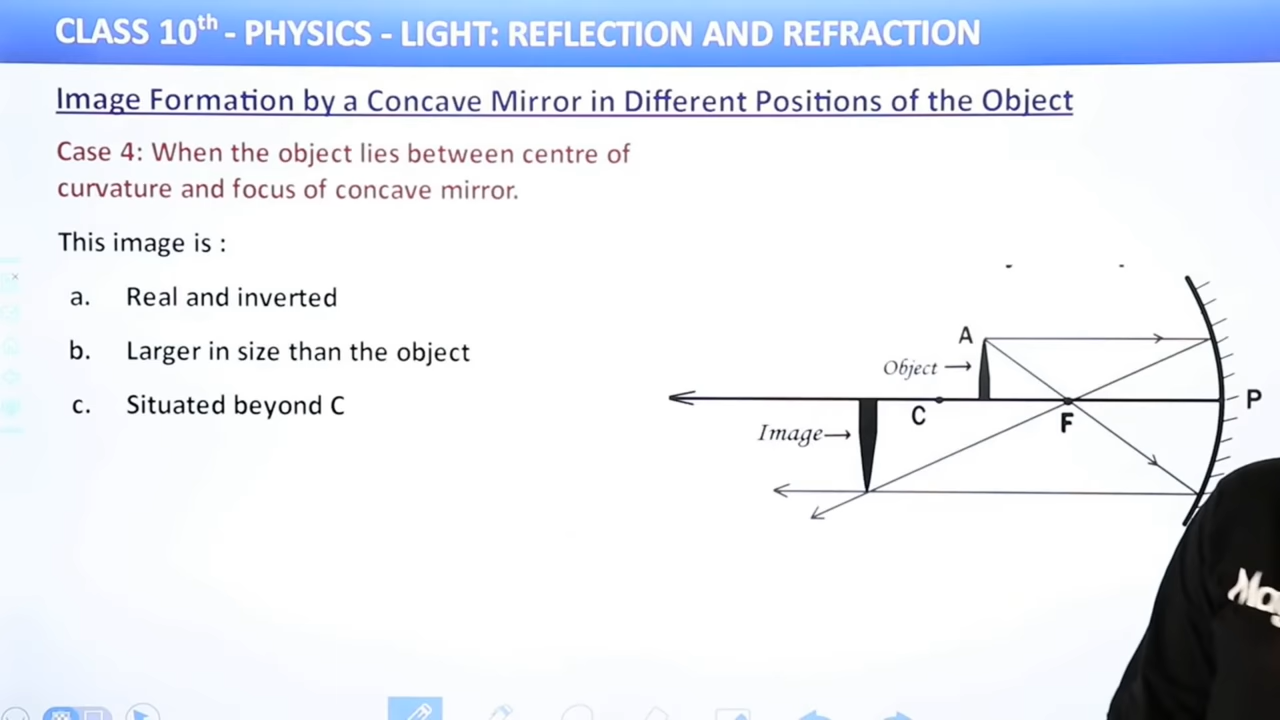 CLASS 10th - PHYSICS - LIGHT: REFLECTION AND REFRACTION
Image Formation by a Concave Mirror in Different Positions of the Object
Case 4: When the object lies between centre of
curvature and focus of concave mirror.
This image is :
a. Real and inverted
b. Larger in size than the object
c. Situated beyond C
A
Object
P
C
F
Image